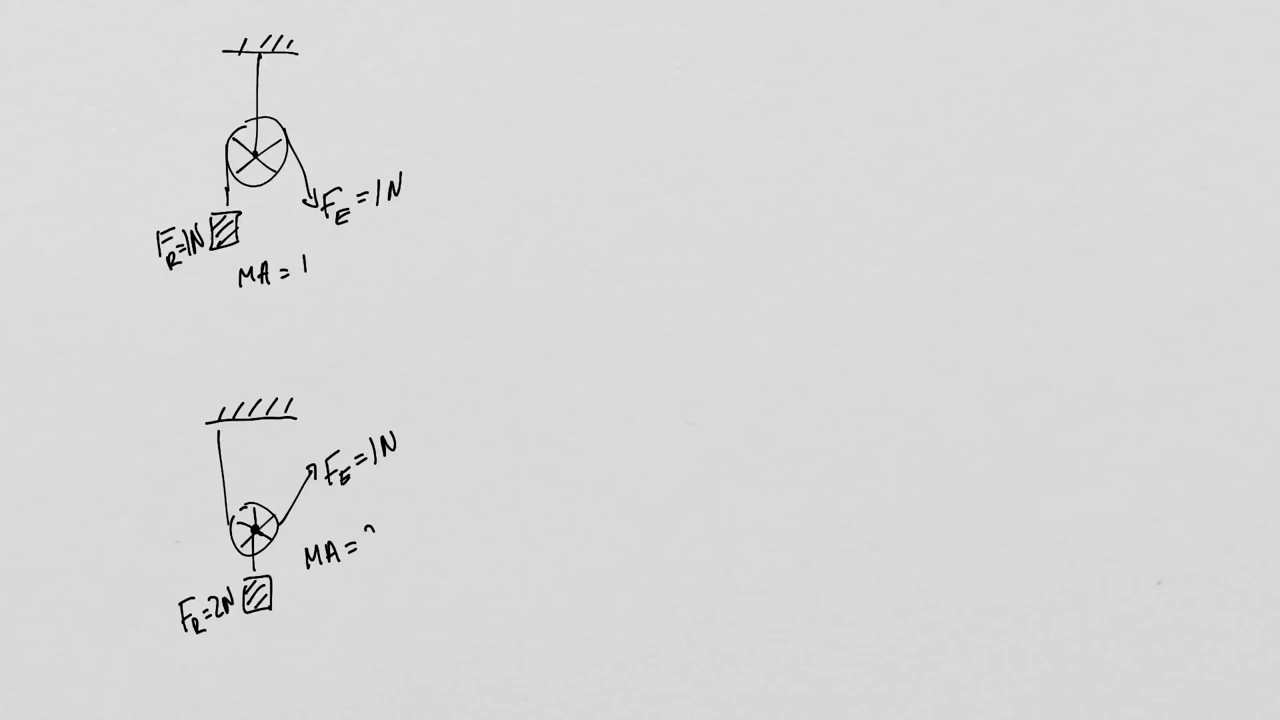 F_E = 1N
F_R = 1N
MA = 1
F_E = 1N
MA =
F_R = 2N